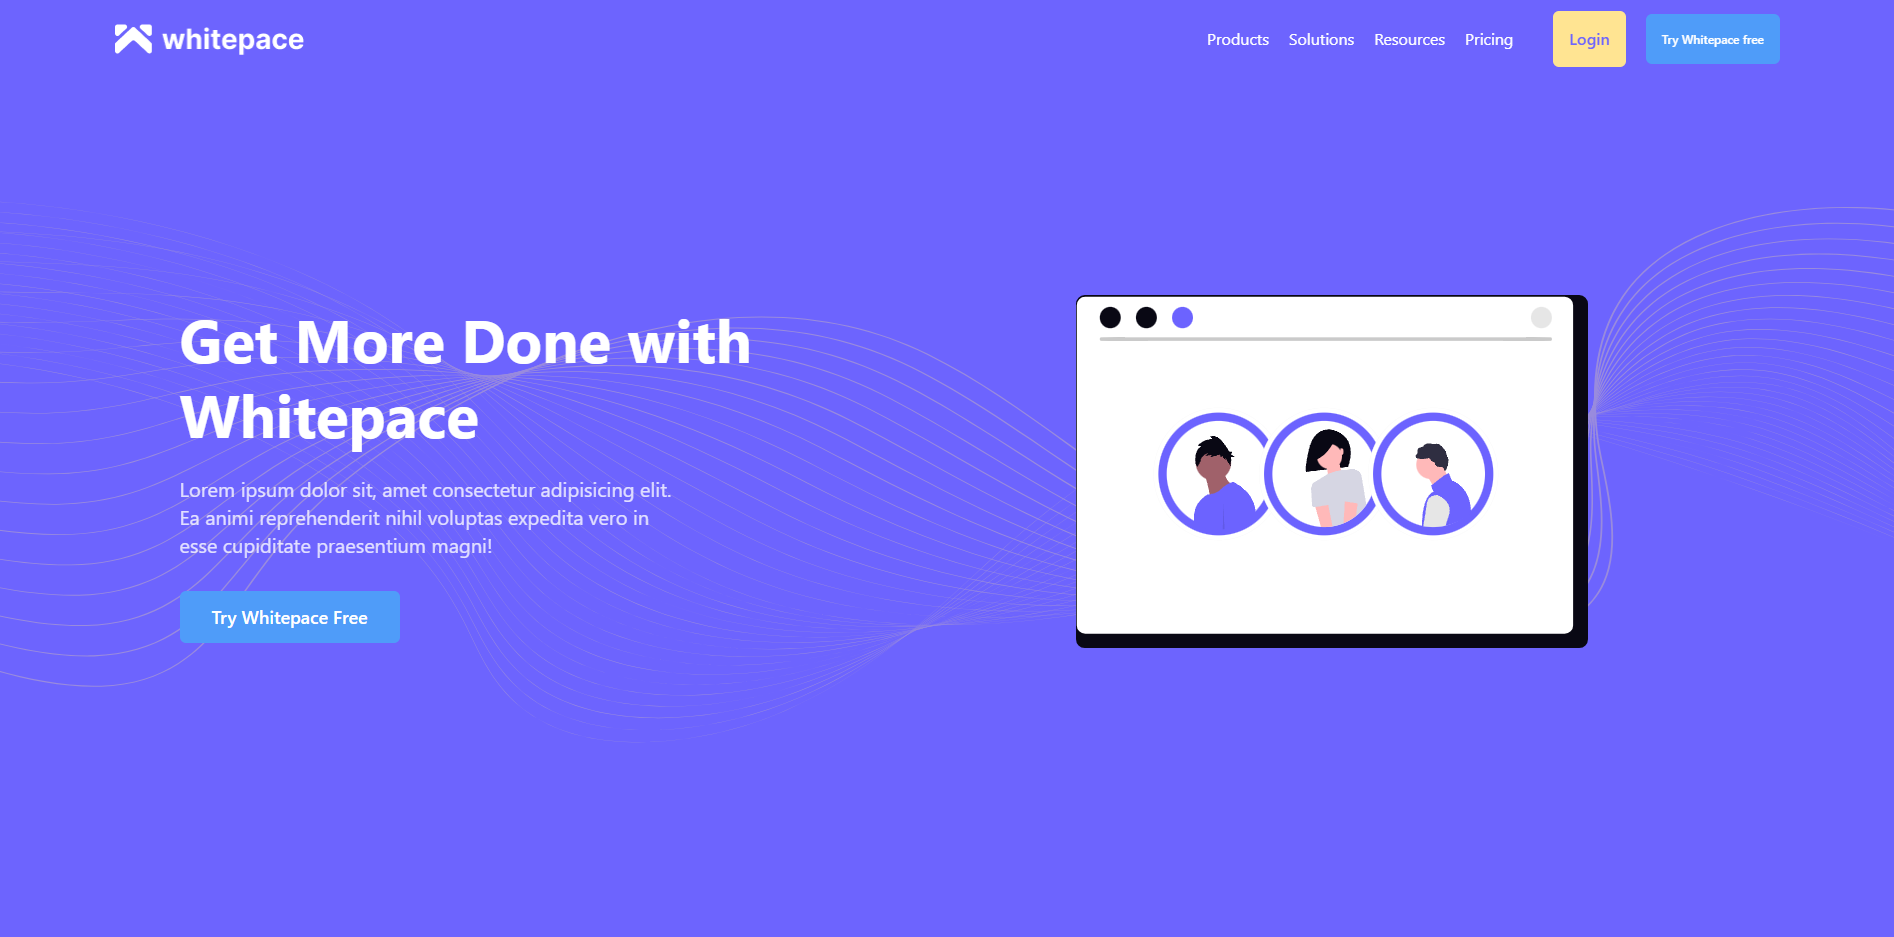 whitepace
Products Solutions Resources Pricing Login Try Whitepace free
Get More Done with
Whitepace
Lorem ipsum dolor sit, amet consectetur adipisicing elit.
Ea animi reprehenderit nihil voluptas expedita vero in
esse cupiditate praesentium magni!
Try Whitepace Free